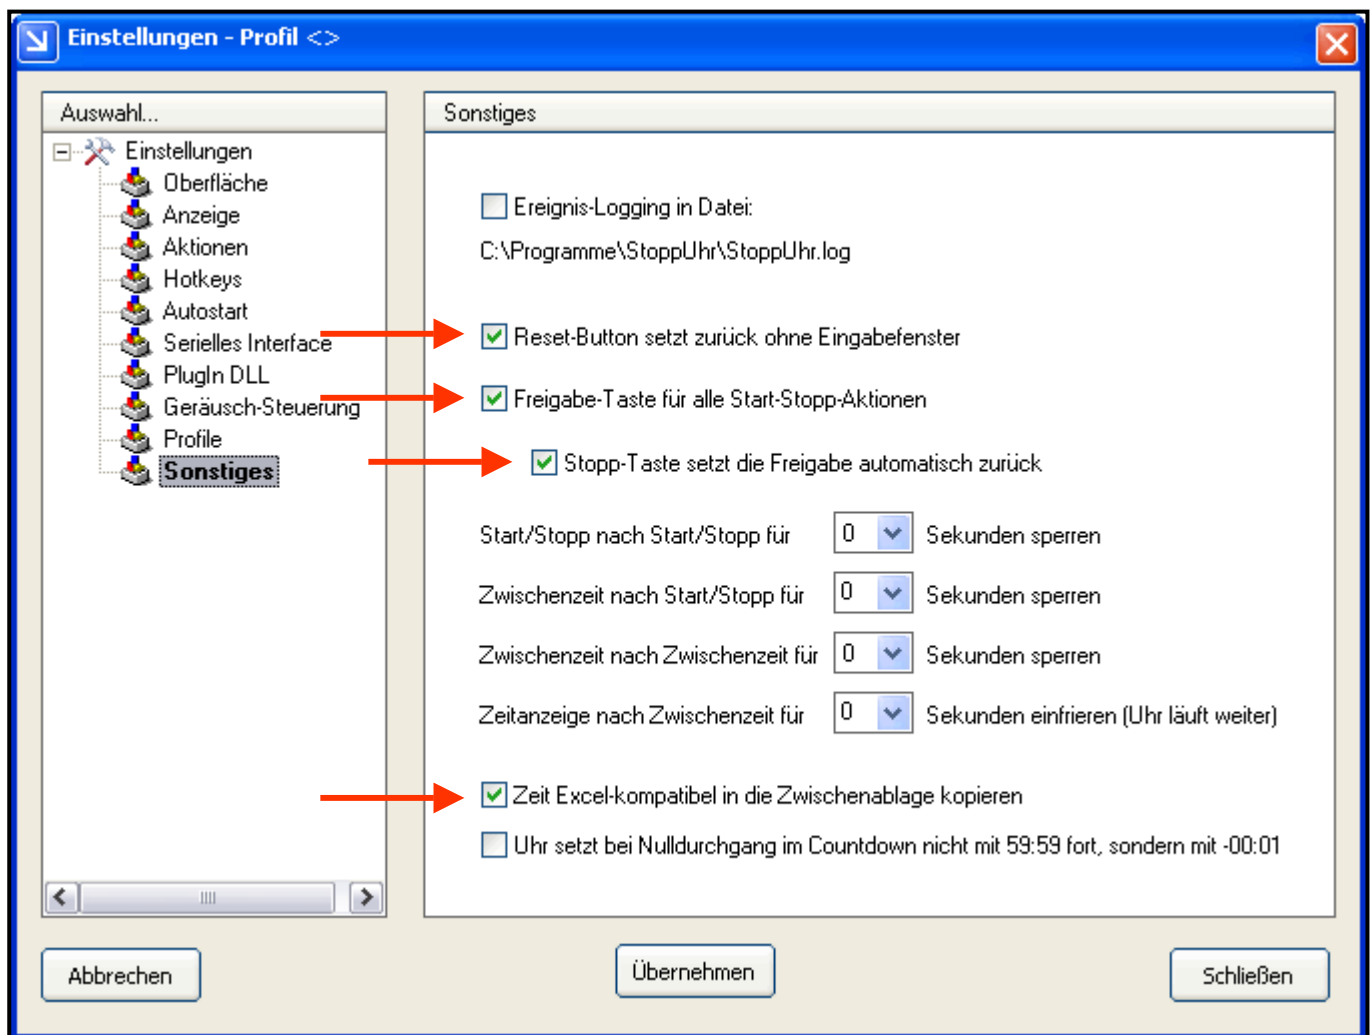 Einstellungen - Profil <>
Auswahl...
Einstellungen
Oberfläche
Anzeige
Aktionen
Hotkeys
Autostart
Serielles Interface
PlugIn DLL
Geräusch-Steuerung
Profile
Sonstiges
Sonstiges
Ereignis-Logging in Datei:
C:\Programme\StoppUhr\StoppUhr.log
Reset-Button setzt zurück ohne Eingabefenster
Freigabe-Taste für alle Start-Stopp-Aktionen
Stopp-Taste setzt die Freigabe automatisch zurück
Start/Stopp nach Start/Stopp für 0 Sekunden sperren
Zwischenzeit nach Start/Stopp für 0 Sekunden sperren
Zwischenzeit nach Zwischenzeit für 0 Sekunden sperren
Zeitanzeige nach Zwischenzeit für 0 Sekunden einfrieren (Uhr läuft weiter)
Zeit Excel-kompatibel in die Zwischenablage kopieren
Uhr setzt bei Nulldurchgang im Countdown nicht mit 59:59 fort, sondern mit -00:01
Abbrechen
Übernehmen
Schließen